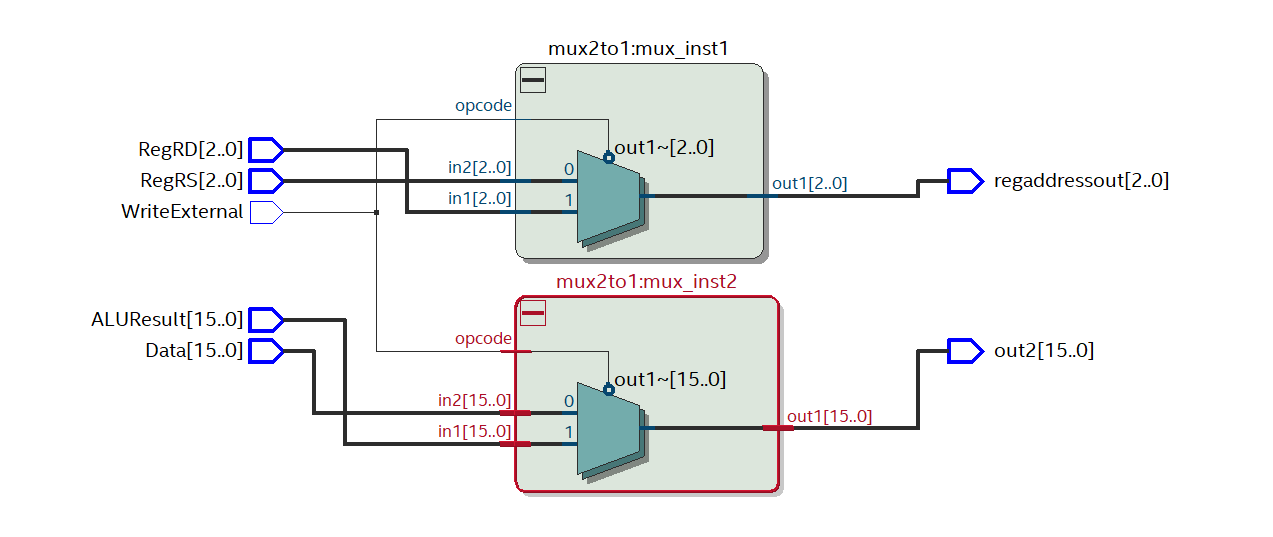 mux2to1:mux_inst1
opcode
out1~[2..0]
RegRD[2..0]
RegRS[2..0]
WriteExternal
in2[2..0]
0
in1[2..0]
1
out1[2..0]
regaddressout[2..0]
mux2to1:mux_inst2
ALUResult[15..0]
Data[15..0]
opcode
out1~[15..0]
in2[15..0]
0
in1[15..0]
1
out1[15..0]
out2[15..0]